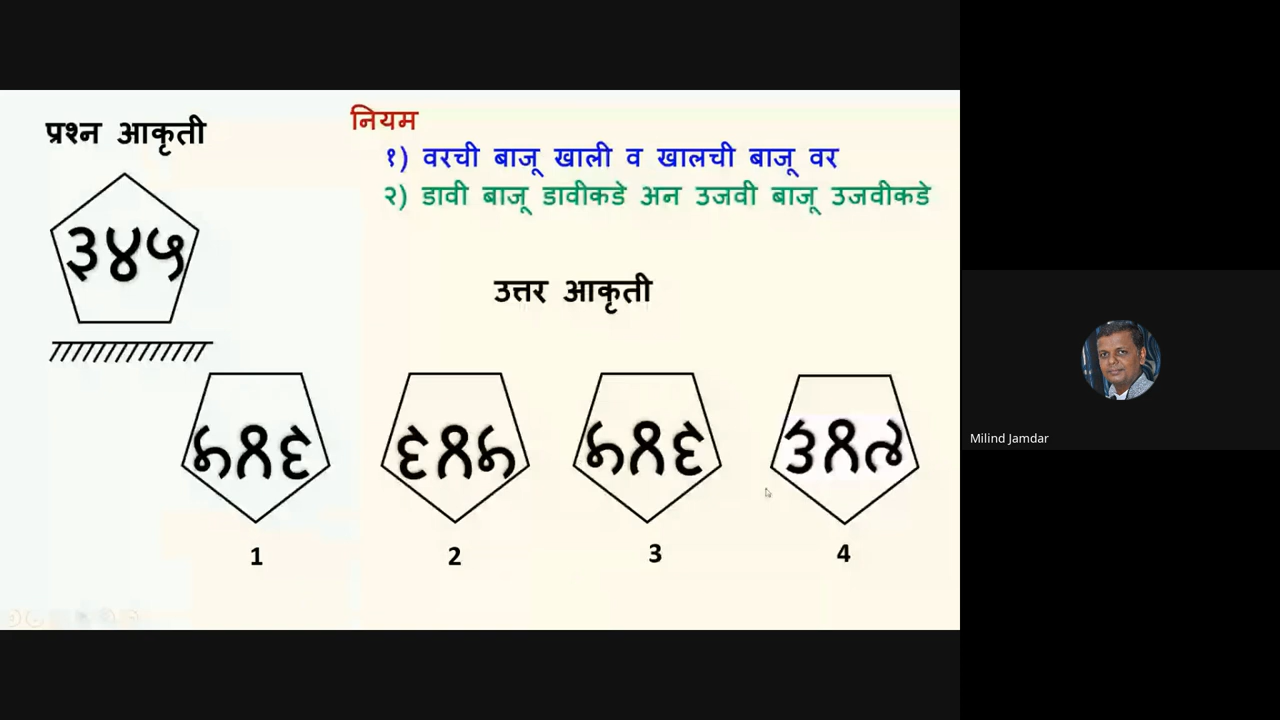 प्रश्न आकृती
नियम
१) वरची बाजू खाली व खालची बाजू वर
२) डावी बाजू डावीकडे अन उजवी बाजू उजवीकडे
३४५
उत्तर आकृती
1
2
3
4
Milind Jamdar